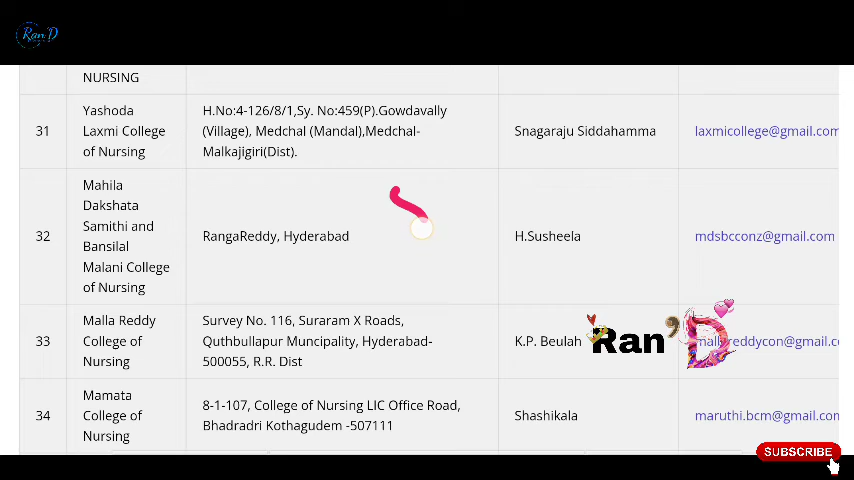 Ran D
NURSING
31
Yashoda
Laxmi College
of Nursing
H.No:4-126/8/1,Sy. No:459(P).Gowdavally
(Village), Medchal (Mandal),Medchal-
Malkajigiri(Dist).
Snagaraju Siddahamma
laxmicollege@gmail.com
32
Mahila
Dakshata
Samithi and
Bansilal
Malani College
of Nursing
RangaReddy, Hyderabad
H.Susheela
mdsbcconz@gmail.com
33
Malla Reddy
College of
Nursing
Survey No. 116, Suraram X Roads,
Quthbullapur Muncipality, Hyderabad-
500055, R.R. Dist
K.P. Beulah
Ran'D
34
Mamata
College of
Nursing
8-1-107, College of Nursing LIC Office Road,
Bhadradri Kothagudem -507111
Shashikala
maruthi.bcm@gmail.com
SUBSCRIBE